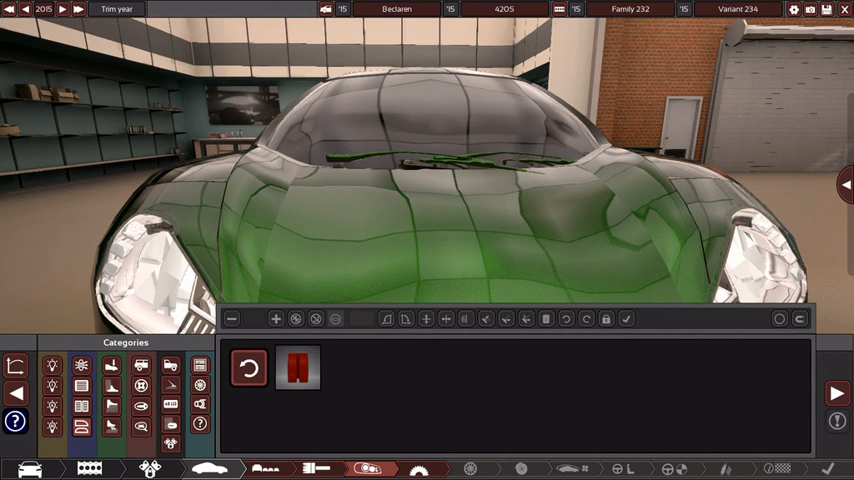 2015 Trim year '15 Beclaren '15 4205 '15 Family 232 '15 Variant 234
Categories